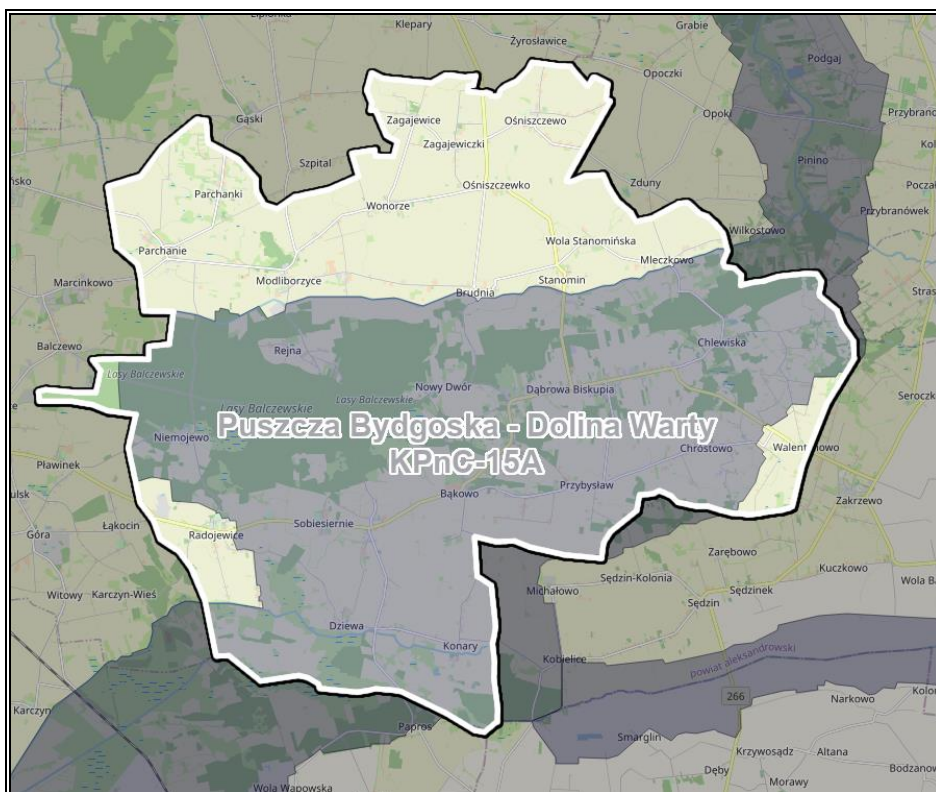 Lipionka
Klepary
Grabie
Żyrosławice
Podgaj
Opoczki
Przybranowo
Gąski
Zagajewice
Ośniszczewo
Opoki
Zagajewiczki
Szpital
Pinino
Ośniszczewko
Zduny
Parchanki
Przybranówek
Wonorze
Wilkostowo
Parchanie
Wola Stanomińska
Mleczkowo
Marcinkowo
Modliborzyce
Stanomin
Brudnia
Balczewo
Rejna
Chlewiska
Lasy Balczewskie
Nowy Dwór
Dąbrowa Biskupia
Lasy Balczewskie
Lasy Balczewskie
Puszcza Bydgoska - Dolina Warty
KPnC-15A
Niemojewo
Chrostowo
Pławinek
Przybysław
Bąkowo
Zakrzewo
Łąkocin
Sobiesiernie
Góra
Radojewice
Zarębowo
Kuczkowo
Sędzin-Kolonia
Sędzinek
Michałowo
Witowy
Karczyn-Wieś
Sędzin
Dziewa
Konary
Kobielice
powiat aleksandrowski
266
Karczyn
Narkowo
Papros
Smarglin
Krzywosądz
Altana
Dęby
Morawy
Wola Wapowska